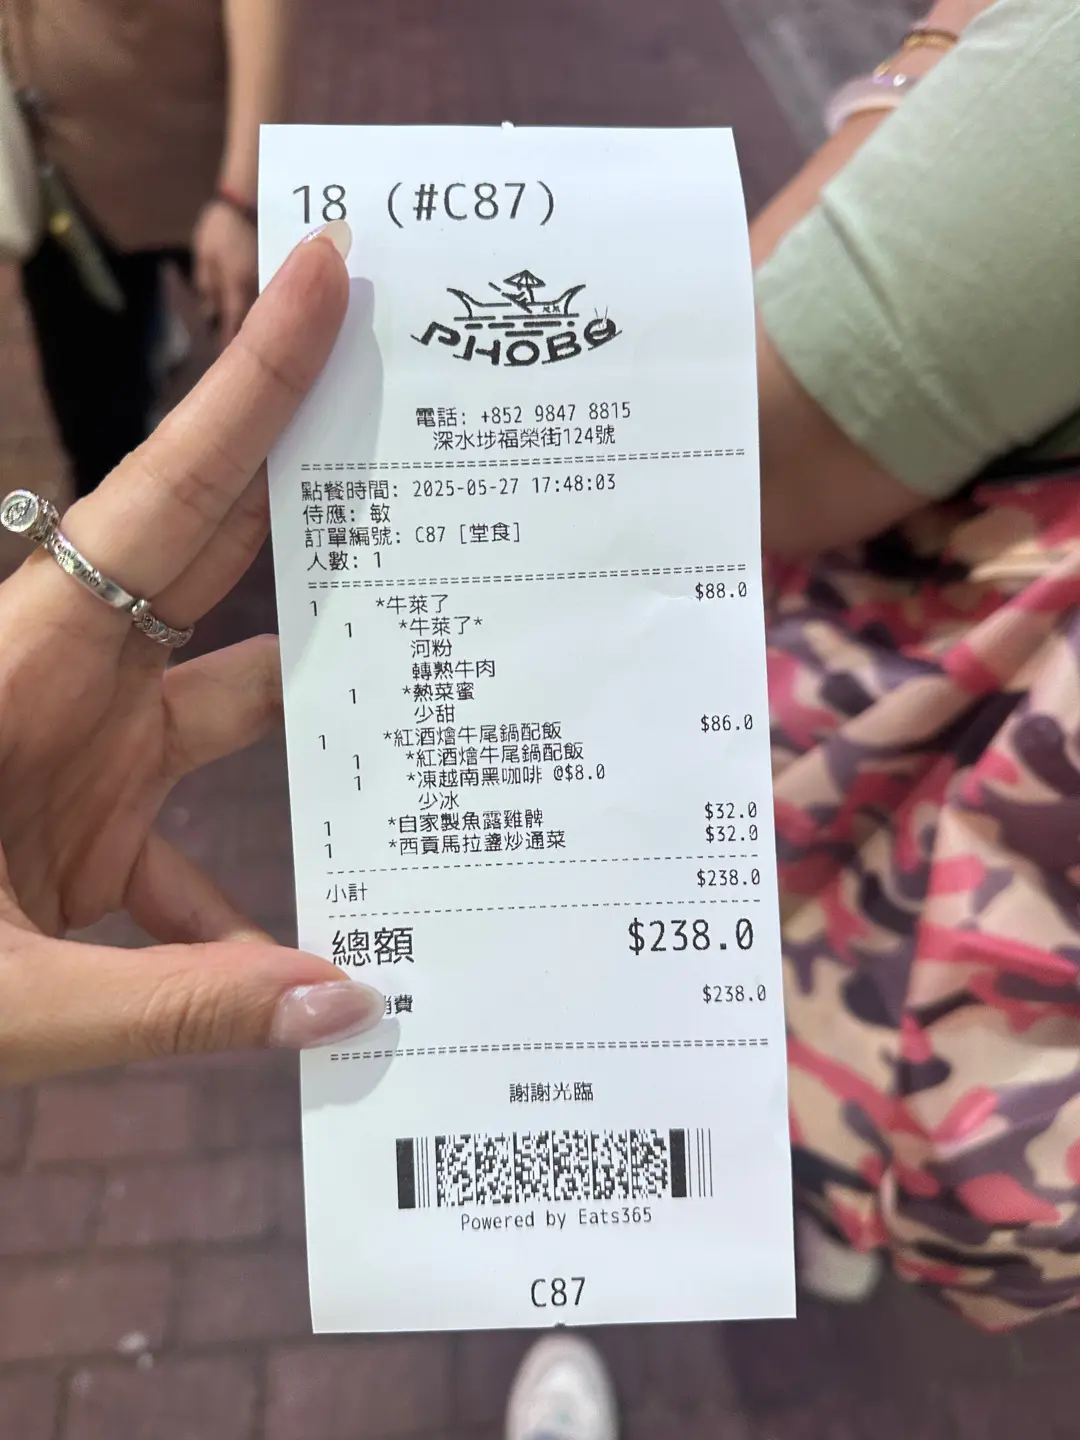 18 (#C87)
PHOBO
電話: +852 9847 8815
深水埗福榮街124號
點餐時間: 2025-05-27 17:48:03
侍應: 敏
訂單編號: C87 [堂食]
人數: 1
1 *牛萊了 $88.0
1 *牛萊了*
河粉
轉熟牛肉
1 *熱菜蜜
少甜
1 *紅酒燴牛尾鍋配飯 $86.0
1 *紅酒燴牛尾鍋配飯
1 *凍越南黑咖啡 @$8.0
少冰
1 *自家製魚露雞髀 $32.0
1 *西貢馬拉盞炒通菜 $32.0
小計 $238.0
總額 $238.0
消費 $238.0
謝謝光臨
Powered by Eats365
C87